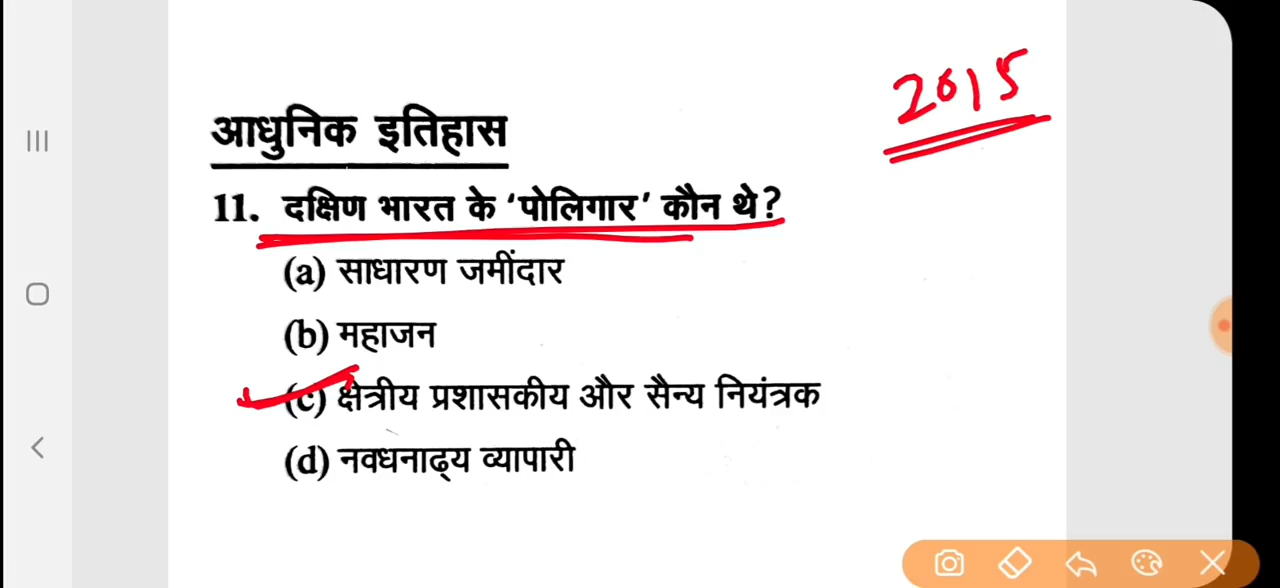 2015
आधुनिक इतिहास
11. दक्षिण भारत के 'पोलिगार' कौन थे?
(a) साधारण जमींदार
(b) महाजन
(c) क्षेत्रीय प्रशासकीय और सैन्य नियंत्रक
(d) नवधनाढ्य व्यापारी